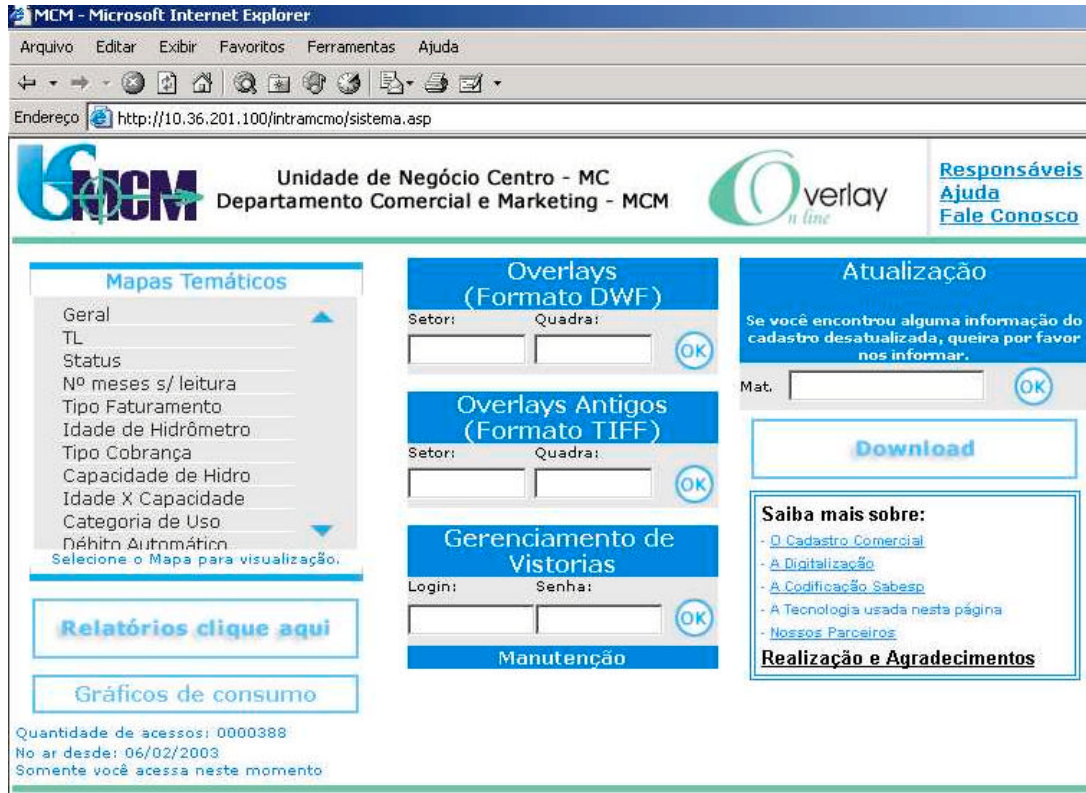 MCM - Microsoft Internet Explorer
Arquivo Editar Exibir Favoritos Ferramentas Ajuda
Endereço http://10.36.201.100/intramcmo/sistema.asp
MCM
Unidade de Negócio Centro - MC
Departamento Comercial e Marketing - MCM
Overlay
n line
Responsáveis
Ajuda
Fale Conosco
Mapas Temáticos
Geral
TL
Status
Nº meses s/ leitura
Tipo Faturamento
Idade de Hidrômetro
Tipo Cobrança
Capacidade de Hidro
Idade X Capacidade
Categoria de Uso
Débito Automático
Selecione o Mapa para visualização.
Relatórios clique aqui
Gráficos de consumo
Quantidade de acessos: 0000388
No ar desde: 06/02/2003
Somente você acessa neste momento
Overlays
(Formato DWF)
Setor: Quadra:
OK
Overlays Antigos
(Formato TIFF)
Setor: Quadra:
OK
Gerenciamento de
Vistorias
Login: Senha:
OK
Manutenção
Atualização
Se você encontrou alguma informação do
cadastro desatualizada, queira por favor
nos informar.
Mat. OK
Download
Saiba mais sobre:
- O Cadastro Comercial
- A Digitalização
- A Codificação Sabesp
- A Tecnologia usada nesta página
- Nossos Parceiros
Realização e Agradecimentos